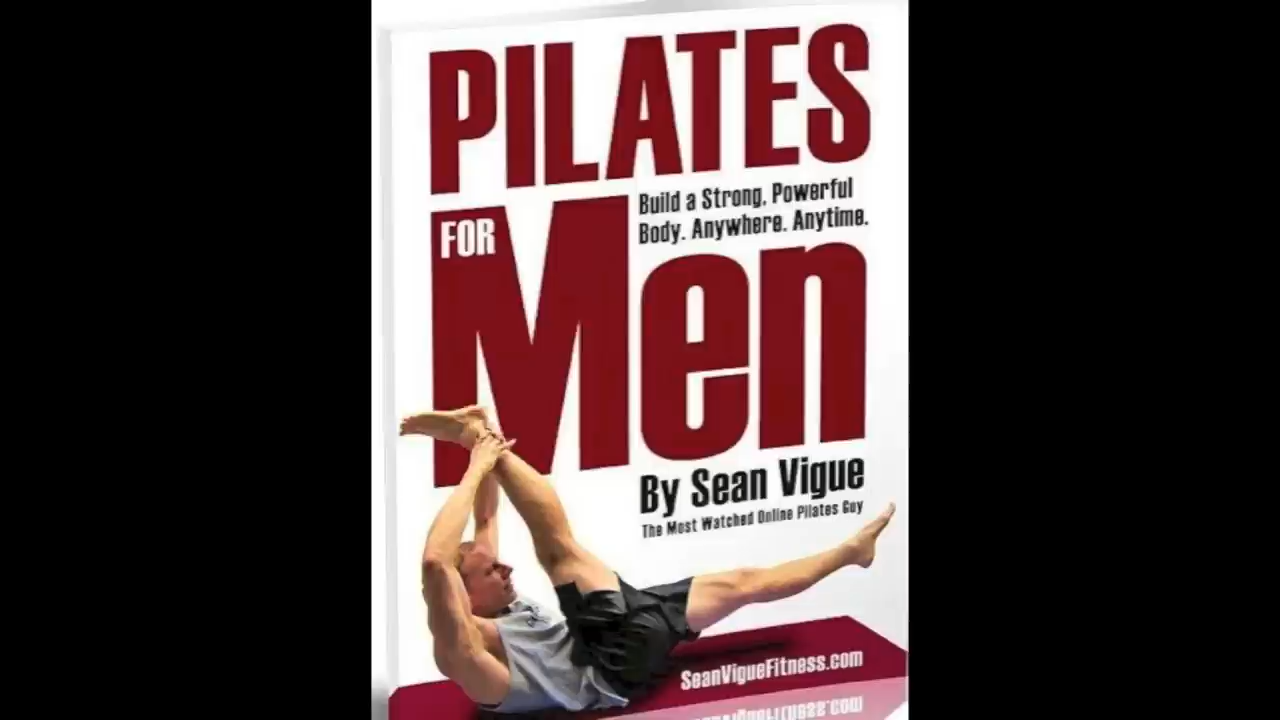 PILATES
FOR Men
Build a Strong, Powerful
Body. Anywhere. Anytime.
By Sean Vigue
The Most Watched Online Pilates Guy
SeanVigueFitness.com